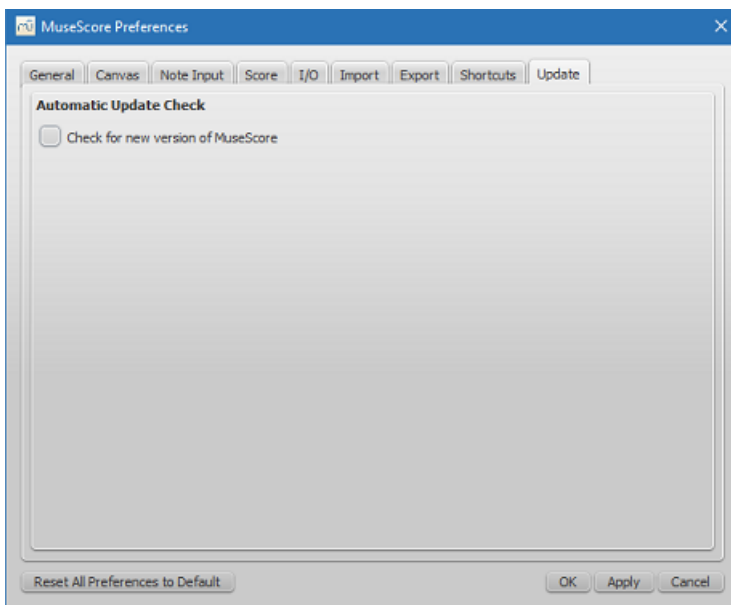 MuseScore Preferences
General Canvas Note Input Score I/O Import Export Shortcuts Update
Automatic Update Check
Check for new version of MuseScore
Reset All Preferences to Default OK Apply Cancel